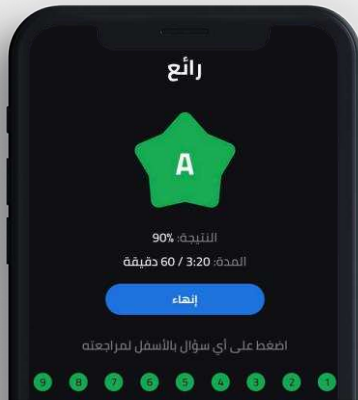 رائع
A
النتيجة: 90%
المدة: 3:20 / 60 دقيقة
إنهاء
اضغط على أي سؤال بالأسفل لمراجعته
1 2 3 4 5 6 7 8 9